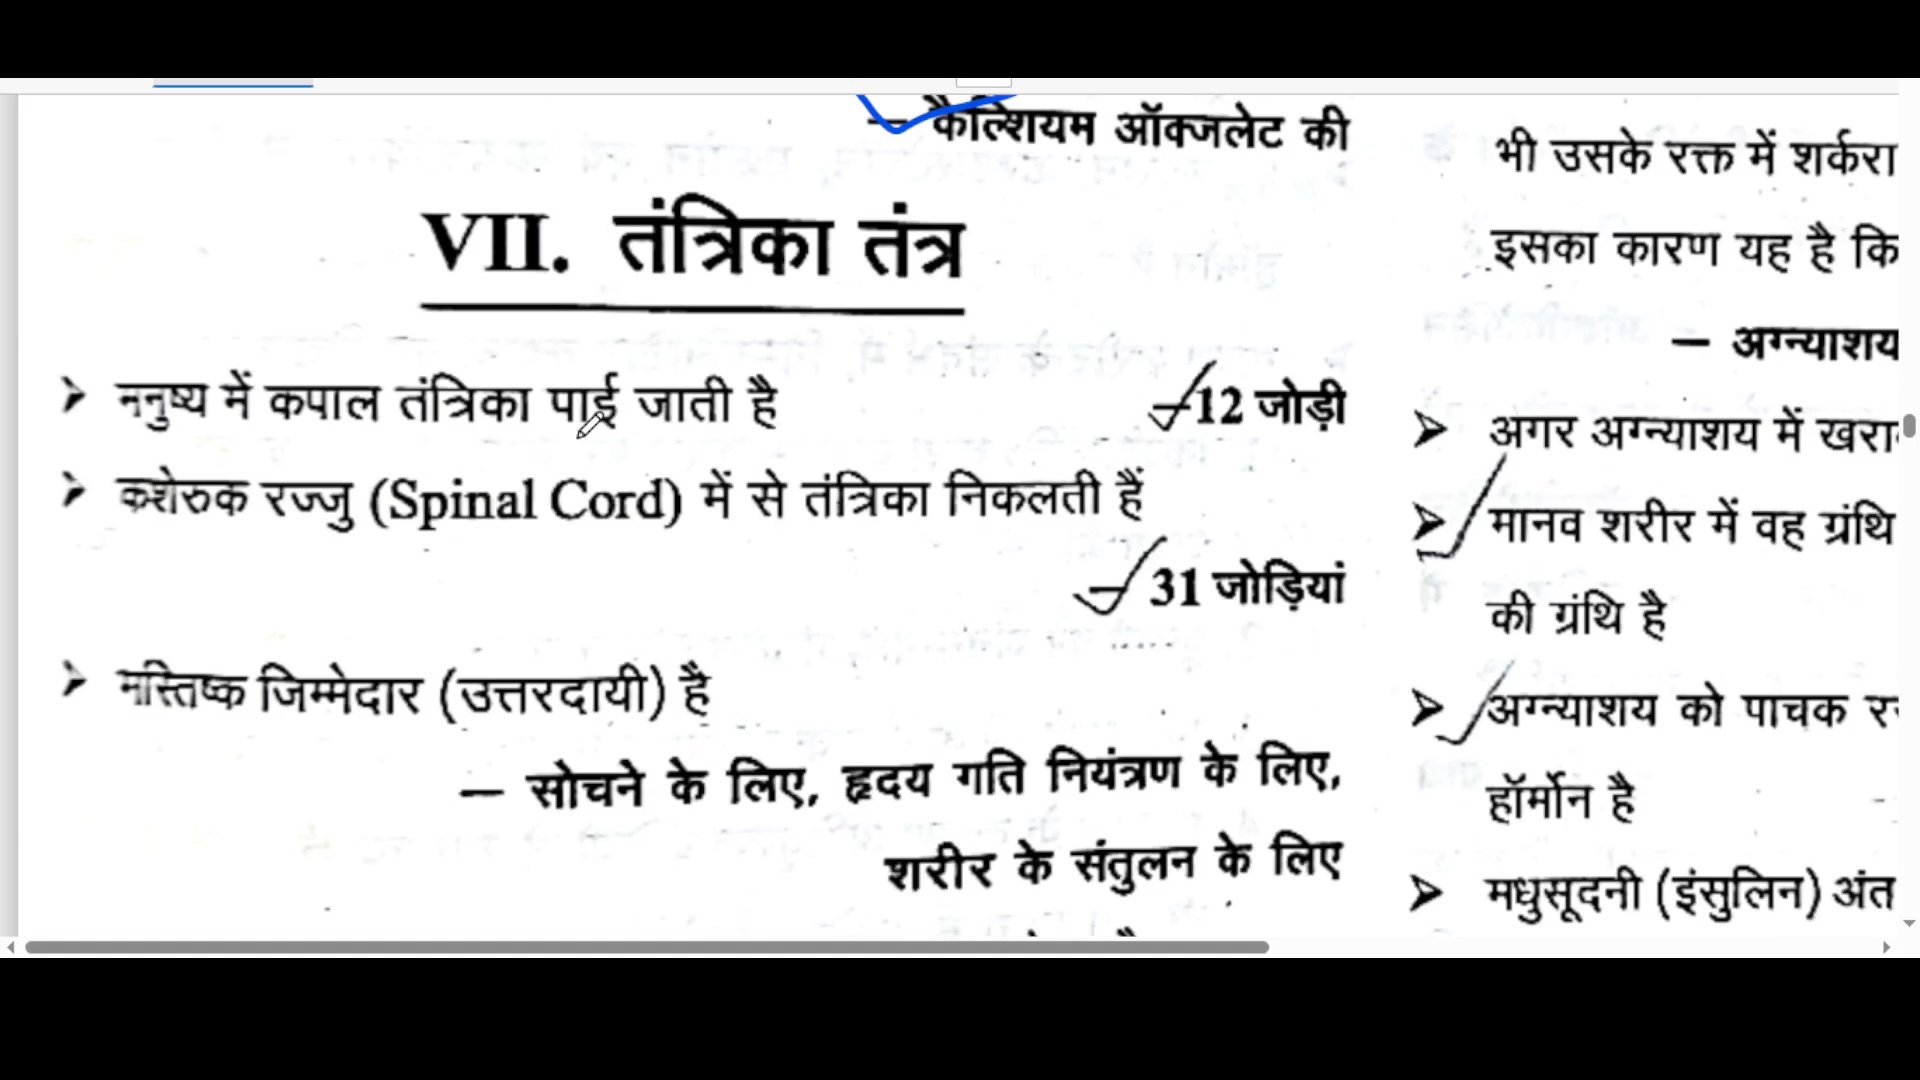 — कैल्शियम ऑक्जलेट की
VII. तंत्रिका तंत्र
➤ मनुष्य में कपाल तंत्रिका पाई जाती है
— 12 जोड़ी
➤ कशेरुक रज्जु (Spinal Cord) में से तंत्रिका निकलती हैं
— 31 जोड़ियां
➤ मस्तिष्क जिम्मेदार (उत्तरदायी) है
— सोचने के लिए, हृदय गति नियंत्रण के लिए,
शरीर के संतुलन के लिए
भी उसके रक्त में शर्करा
इसका कारण यह है कि
— अग्न्याशय
➤ अगर अग्न्याशय में
➤ मानव शरीर में वह ग्रंथि
की ग्रंथि है
➤ अग्न्याशय को पाचक
हॉर्मोन है
➤ मधुसूदनी (इंसुलिन)